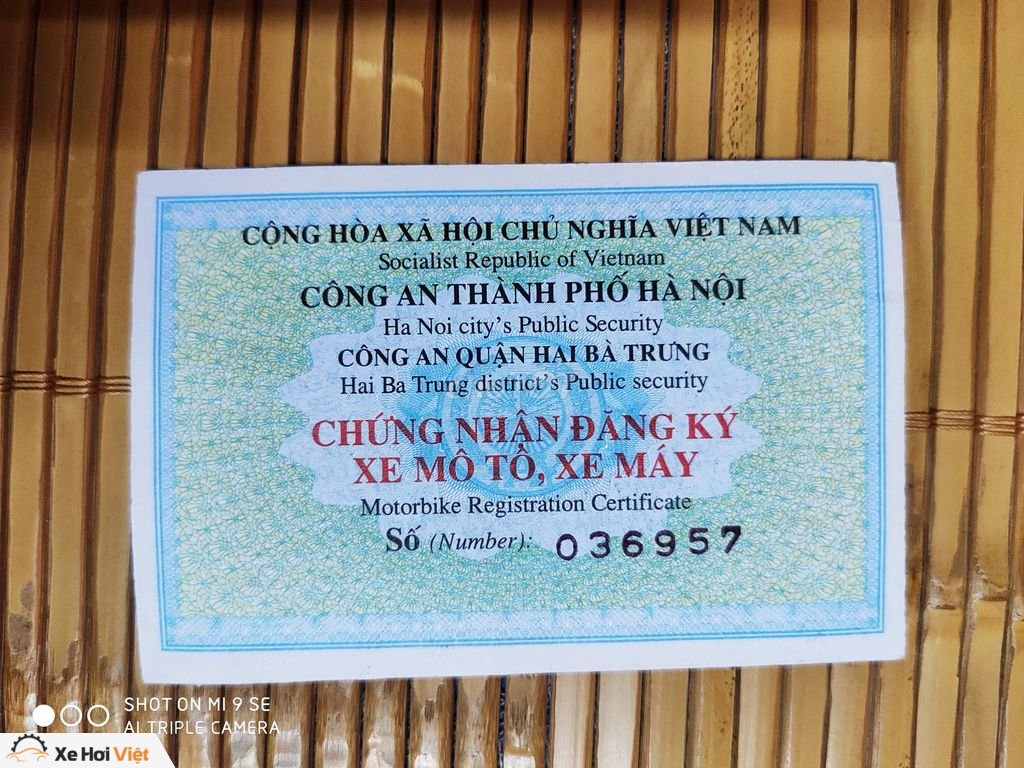 CỘNG HÒA XÃ HỘI CHỦ NGHĨA VIỆT NAM
Socialist Republic of Vietnam
CÔNG AN THÀNH PHỐ HÀ NỘI
Ha Noi city's Public Security
CÔNG AN QUẬN HAI BÀ TRƯNG
Hai Ba Trung district's Public security
CHỨNG NHẬN ĐĂNG KÝ
XE MÔ TÔ, XE MÁY
Motorbike Registration Certificate
Số (Number): 036957
SHOT ON MI 9 SE
AI TRIPLE CAMERA
Xe Hơi Việt